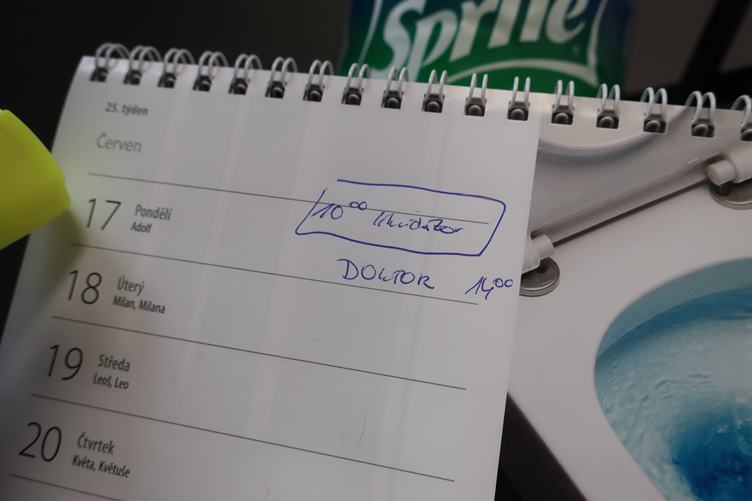 Sprite
25. týden
Červen
17 Pondělí
Adolf
10⁰⁰ likvidátor
DOKTOR 14⁰⁰
18 Úterý
Milan, Milana
19 Středa
Leoš, Leo
20 Čtvrtek
Květa, Květuše